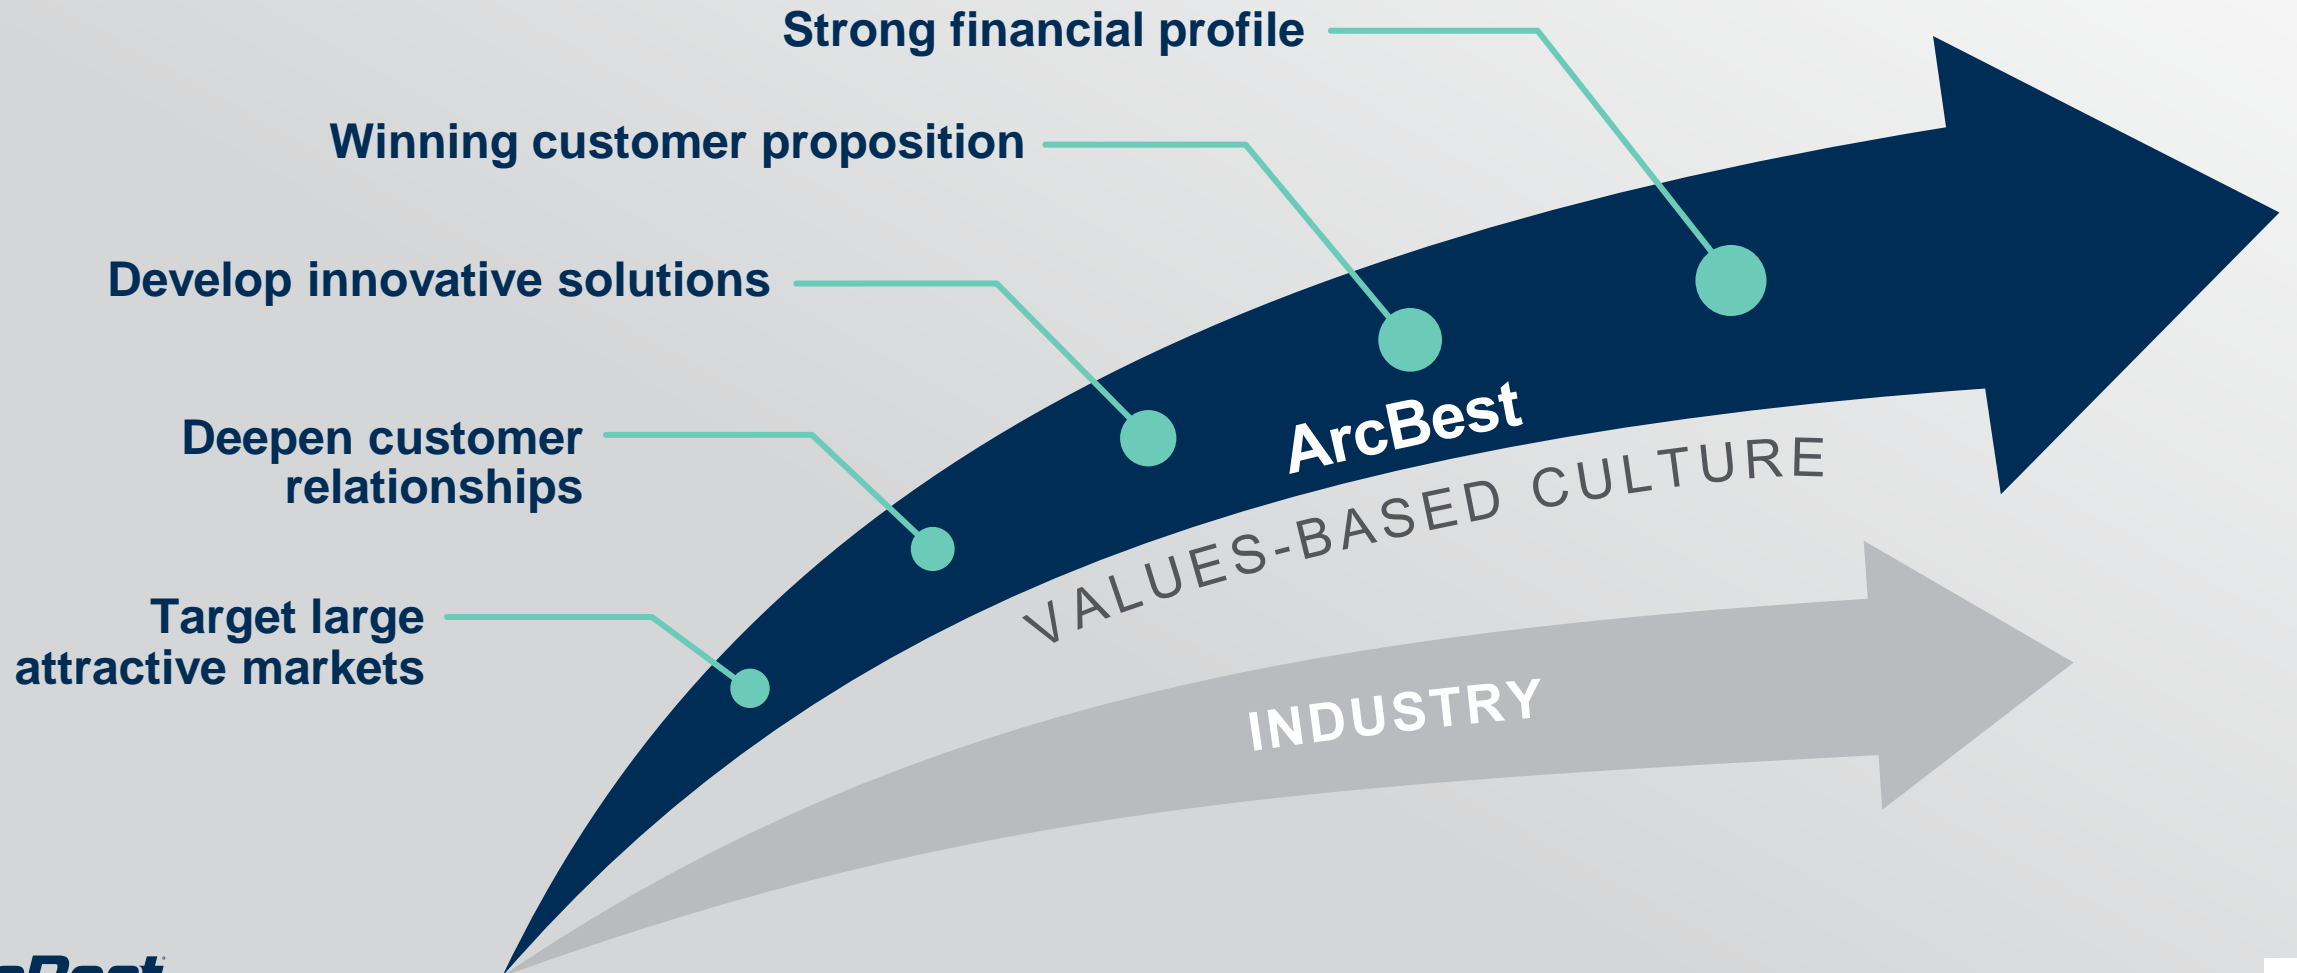 Strong financial profile
Winning customer proposition
Develop innovative solutions
Deepen customer
relationships
Target large
attractive markets
ArcBest
VALUES-BASED CULTURE
INDUSTRY